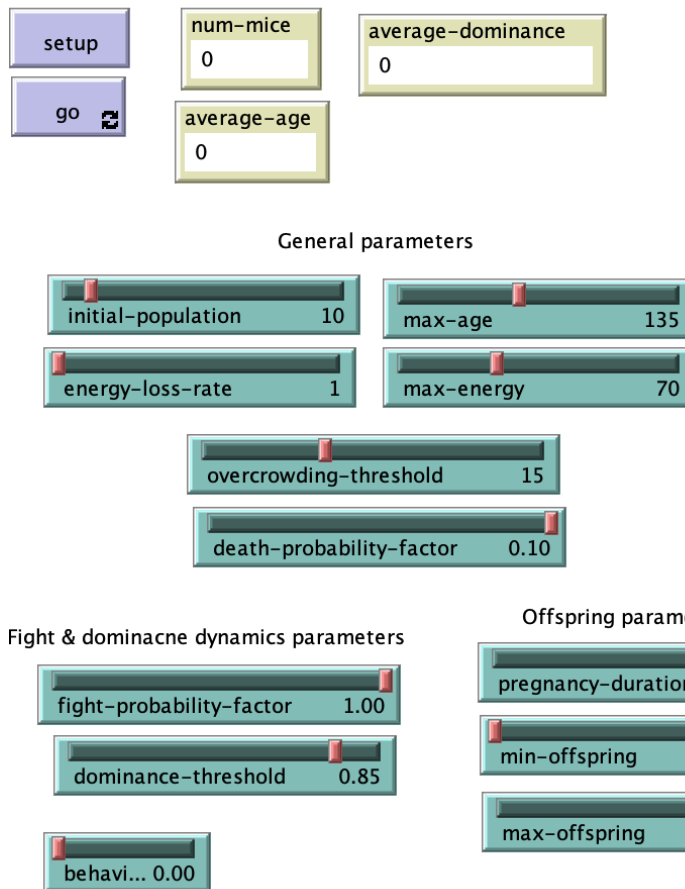 setup
num-mice
0
average-dominance
0
go
average-age
0
General parameters
initial-population 10
max-age 135
energy-loss-rate 1
max-energy 70
overcrowding-threshold 15
death-probability-factor 0.10
Offspring parame
Fight & dominacne dynamics parameters
fight-probability-factor 1.00
pregnancy-duration
dominance-threshold 0.85
min-offspring
max-offspring
behavi... 0.00